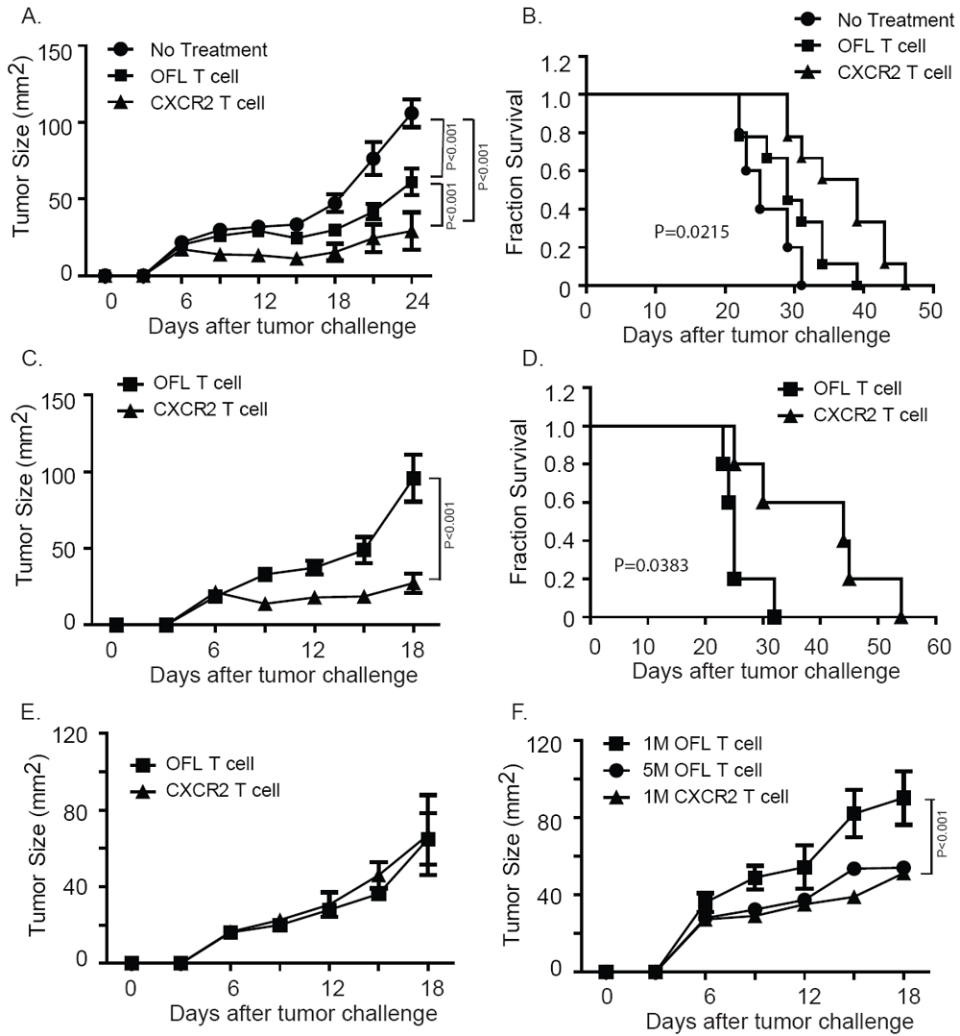 A.
No Treatment
OFL T cell
CXCR2 T cell
Tumor Size (mm2)
150
100
50
0
0 6 12 18 24
Days after tumor challenge
P<0.001
P<0.001
P<0.001
B.
No Treatment
OFL T cell
CXCR2 T cell
Fraction Survival
1.2
1.0
0.8
0.6
0.4
0.2
0
P=0.0215
0 10 20 30 40 50
Days after tumor challenge
C.
OFL T cell
CXCR2 T cell
Tumor Size (mm2)
150
100
50
0
P<0.001
0 6 12 18
Days after tumor challenge
D.
OFL T cell
CXCR2 T cell
Fraction Survival
1.2
1.0
0.8
0.6
0.4
0.2
0
P=0.0383
0 10 20 30 40 50 60
Days after tumor challenge
E.
OFL T cell
CXCR2 T cell
Tumor Size (mm2)
120
80
40
0
0 6 12 18
Days after tumor challenge
F.
1M OFL T cell
5M OFL T cell
1M CXCR2 T cell
Tumor Size (mm2)
120
80
40
0
P<0.001
0 6 12 18
Days after tumor challenge